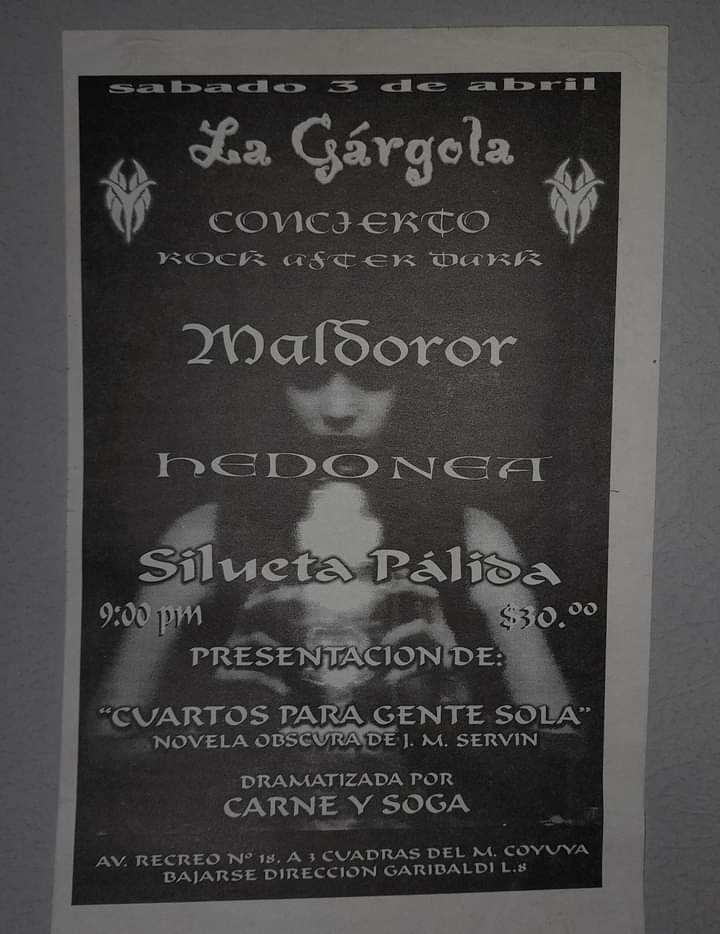 sabado 3 de abril
La Gárgola
CONCIERTO
ROCK AFTER DARK
Maldoror
HEDONEA
Silueta Pálida
9:00 pm $30.00
PRESENTACION DE:
"CUARTOS PARA GENTE SOLA"
NOVELA OBSCURA DE J. M. SERVIN
DRAMATIZADA POR
CARNE Y SOGA
AV. RECREO Nº 18, A 3 CUADRAS DEL M. COYUYA
BAJARSE DIRECCION GARIBALDI L.8